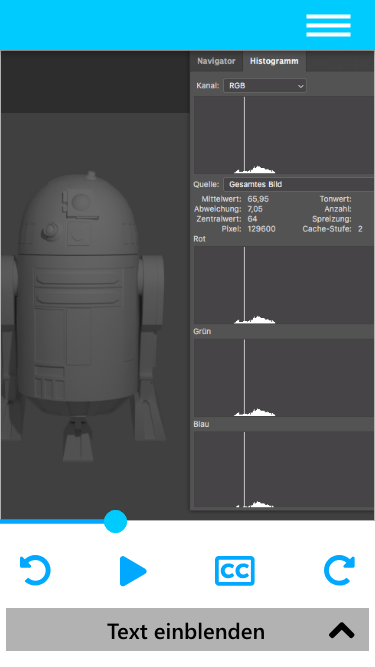 Navigator Histogramm
Kanal: RGB
Quelle: Gesamtes Bild
Mittelwert: 65,95 Tonwert:
Abweichung: 7,05 Anzahl:
Zentralwert: 64 Spreizung:
Pixel: 129600 Cache-Stufe: 2
Rot
Grün
Blau
CC
Text einblenden